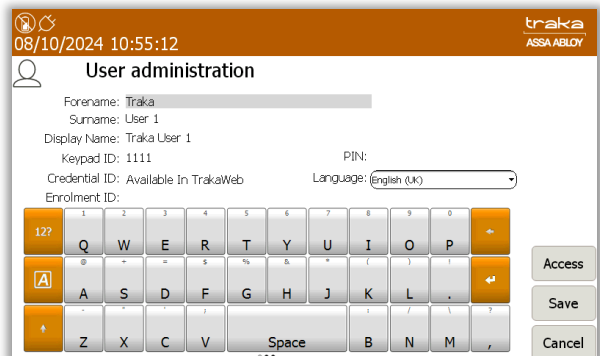 traka
08/10/2024 10:55:12
ASSA ABLOY
User administration
Forename: Traka
Surname: User 1
Display Name: Traka User 1
Keypad ID: 1111
PIN:
Credential ID: Available In TrakaWeb
Language: English (UK)
Enrolment ID:
1 2 3 4 5 6 7 8 9 0
12? Q W E R T Y U I O P
@ + = $ % & * ( ) !
A A S D F G H J K L .
Access
Save
- " ' ; : / \ ?
Z X C V Space B N M ,
Cancel